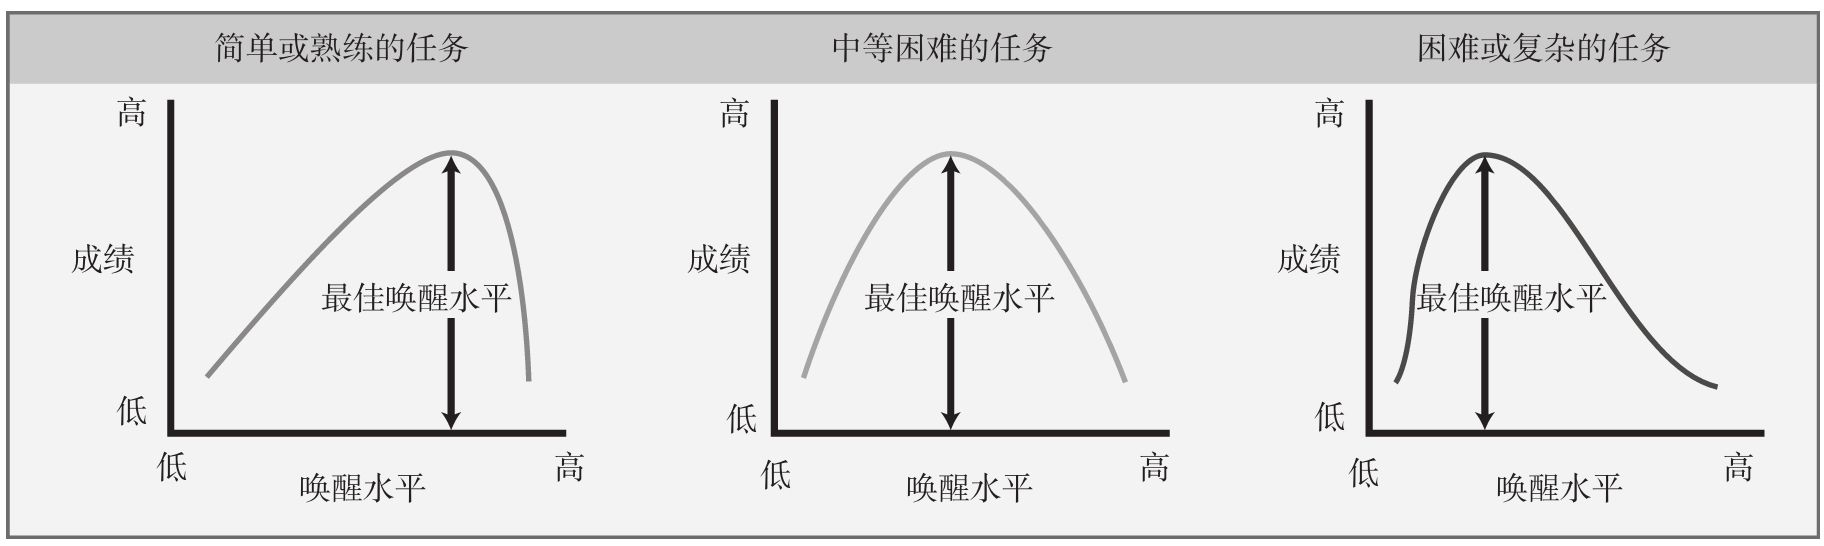 简单或熟练的任务
高
成绩
最佳唤醒水平
低
低
唤醒水平
高
中等困难的任务
高
成绩
最佳唤醒水平
低
低
唤醒水平
高
困难或复杂的任务
高
成绩
最佳唤醒水平
低
低
唤醒水平
高